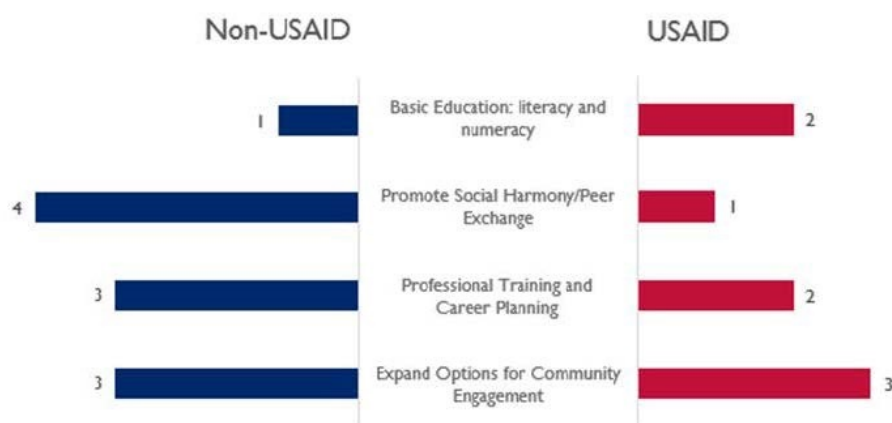 Non-USAID
USAID
1
Basic Education: literacy and
numeracy
2
4
Promote Social Harmony/Peer
Exchange
1
3
Professional Training and
Career Planning
2
3
Expand Options for Community
Engagement
3